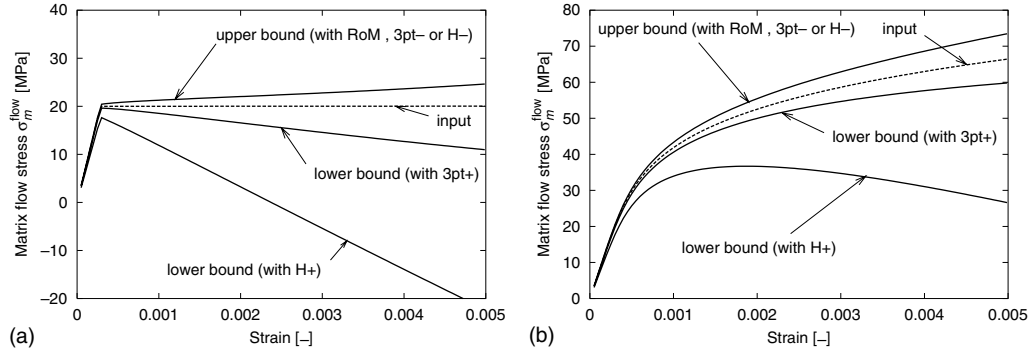 40
30
20
10
0
−10
−20
Matrix flow stress σ_m^flow [MPa]
upper bound (with RoM , 3pt− or H−)
input
lower bound (with 3pt+)
lower bound (with H+)
0
0.001
0.002
0.003
0.004
0.005
(a)
Strain [–]
80
70
60
50
40
30
20
10
0
Matrix flow stress σ_m^flow [MPa]
upper bound (with RoM , 3pt− or H−)
input
lower bound (with 3pt+)
lower bound (with H+)
0
0.001
0.002
0.003
0.004
0.005
(b)
Strain [–]